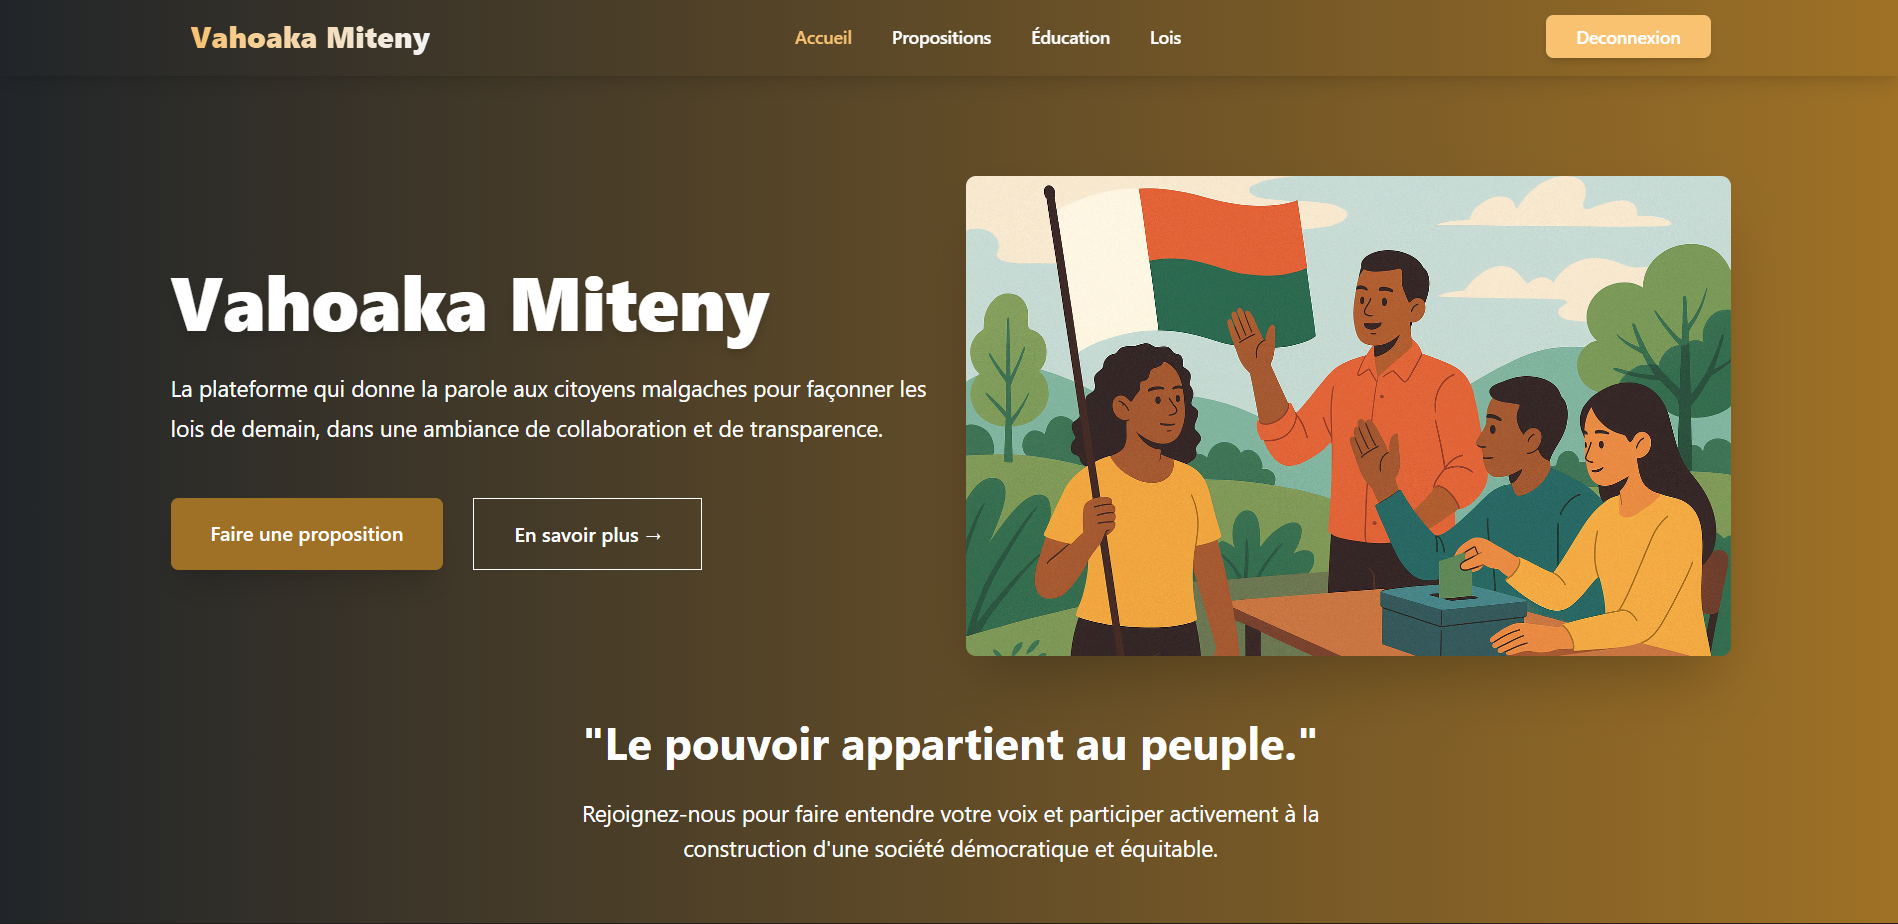 Vahoaka Miteny
Accueil
Propositions
Éducation
Lois
Deconnexion
Vahoaka Miteny
La plateforme qui donne la parole aux citoyens malgaches pour façonner les
lois de demain, dans une ambiance de collaboration et de transparence.
Faire une proposition
En savoir plus →
"Le pouvoir appartient au peuple."
Rejoignez-nous pour faire entendre votre voix et participer activement à la
construction d'une société démocratique et équitable.